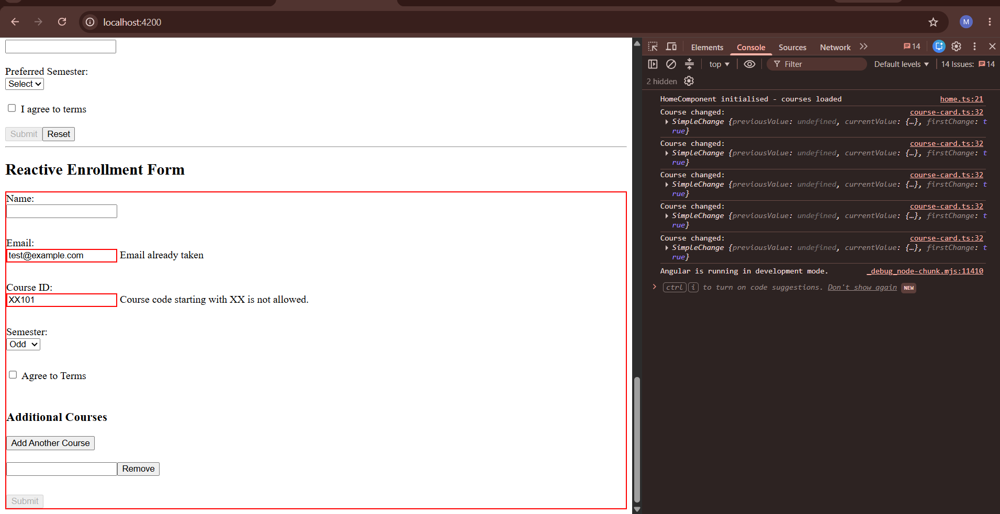 localhost:4200
M
Preferred Semester:
Select
I agree to terms
Submit Reset
Reactive Enrollment Form
Name:
Email:
test@example.com Email already taken
Course ID:
XX101 Course code starting with XX is not allowed.
Semester:
Odd
Agree to Terms
Additional Courses
Add Another Course
Remove
Submit
Elements Console Sources Network 14
top Filter Default levels 14 Issues: 14
2 hidden
HomeComponent initialised - courses loaded home.ts:21
Course changed: course-card.ts:32
SimpleChange {previousValue: undefined, currentValue: {…}, firstChange: t
rue}
Course changed: course-card.ts:32
SimpleChange {previousValue: undefined, currentValue: {…}, firstChange: t
rue}
Course changed: course-card.ts:32
SimpleChange {previousValue: undefined, currentValue: {…}, firstChange: t
rue}
Course changed: course-card.ts:32
SimpleChange {previousValue: undefined, currentValue: {…}, firstChange: t
rue}
Course changed: course-card.ts:32
SimpleChange {previousValue: undefined, currentValue: {…}, firstChange: t
rue}
Angular is running in development mode. _debug_node-chunk.mjs:11410
ctrl i to turn on code suggestions. Don't show again NEW